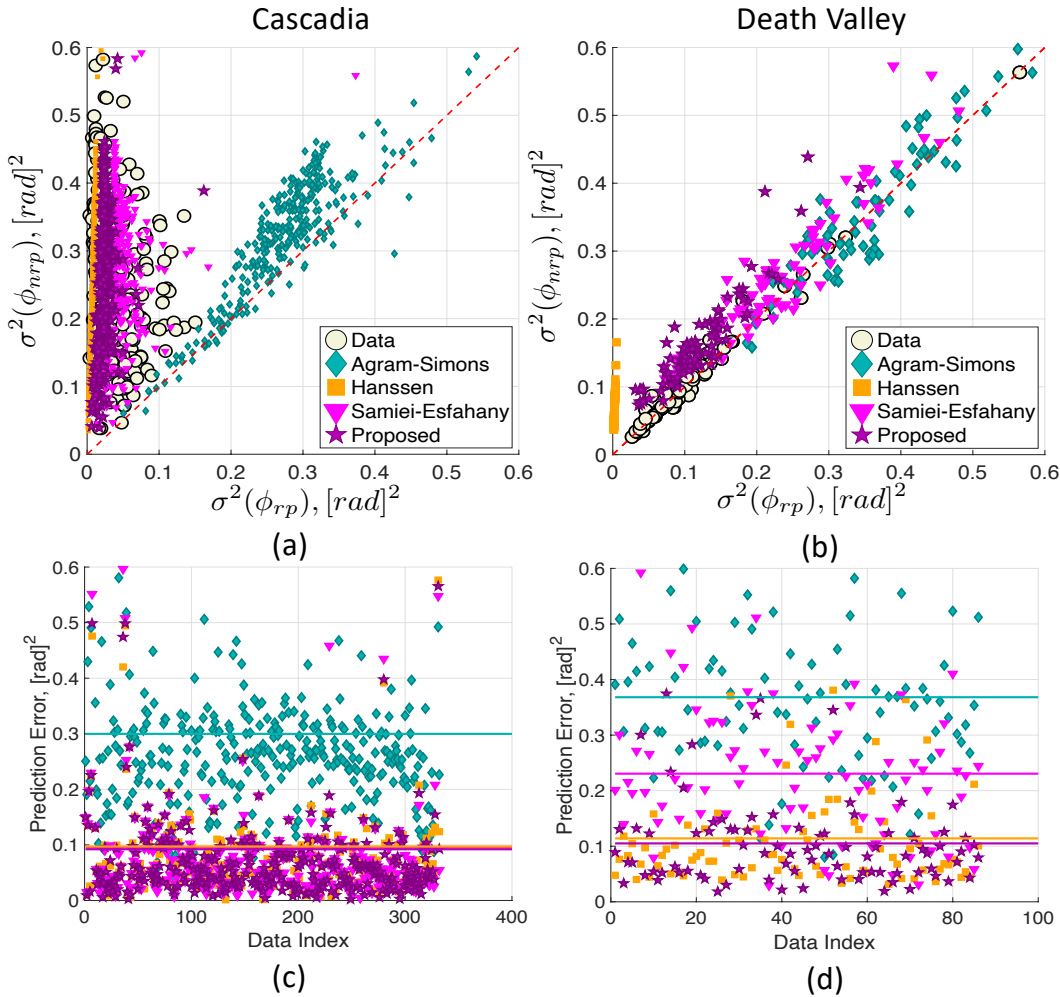 Cascadia
Death Valley
σ²(ϕnrp), [rad]²
0.6
0.5
0.4
0.3
0.2
0.1
0
0 0.1 0.2 0.3 0.4 0.5 0.6
σ²(ϕrp), [rad]²
Data
Agram-Simons
Hanssen
Samiei-Esfahany
Proposed
(a)
σ²(ϕnrp), [rad]²
0.6
0.5
0.4
0.3
0.2
0.1
0
0 0.1 0.2 0.3 0.4 0.5 0.6
σ²(ϕrp), [rad]²
Data
Agram-Simons
Hanssen
Samiei-Esfahany
Proposed
(b)
Prediction Error, [rad]²
0.6
0.5
0.4
0.3
0.2
0.1
0
0 100 200 300 400
Data Index
(c)
Prediction Error, [rad]²
0.6
0.5
0.4
0.3
0.2
0.1
0
0 20 40 60 80 100
Data Index
(d)